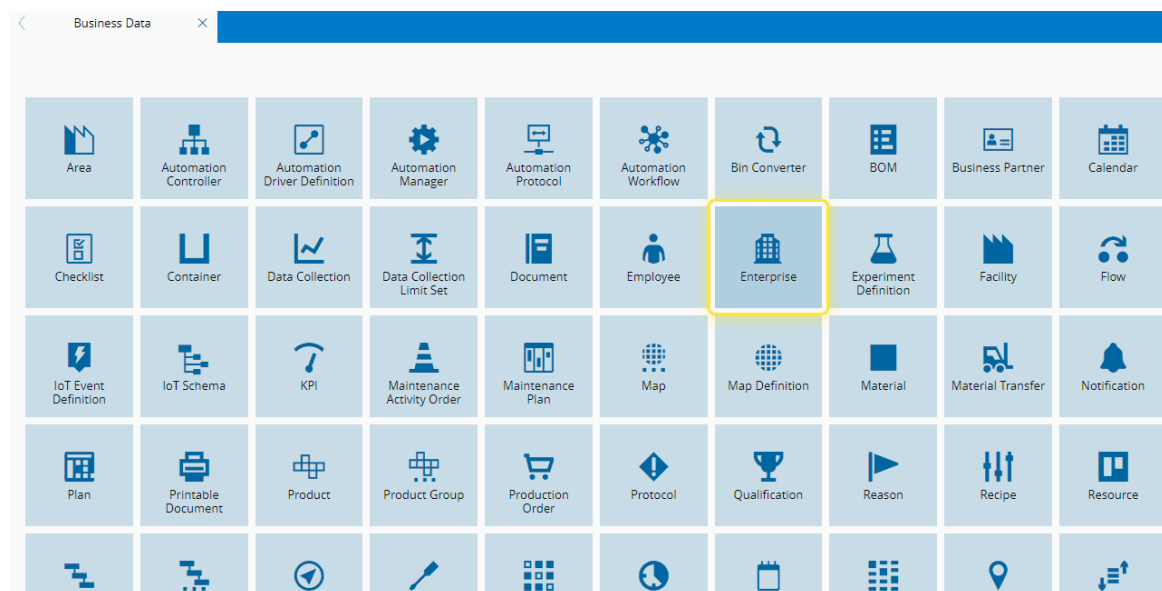 Business Data
Area
Automation
Controller
Automation
Driver Definition
Automation
Manager
Automation
Protocol
Automation
Workflow
Bin Converter
BOM
Business Partner
Calendar
Checklist
Container
Data Collection
Data Collection
Limit Set
Document
Employee
Enterprise
Experiment
Definition
Facility
Flow
IoT Event
Definition
IoT Schema
KPI
Maintenance
Activity Order
Maintenance
Plan
Map
Map Definition
Material
Material Transfer
Notification
Plan
Printable
Document
Product
Product Group
Production
Order
Protocol
Qualification
Reason
Recipe
Resource